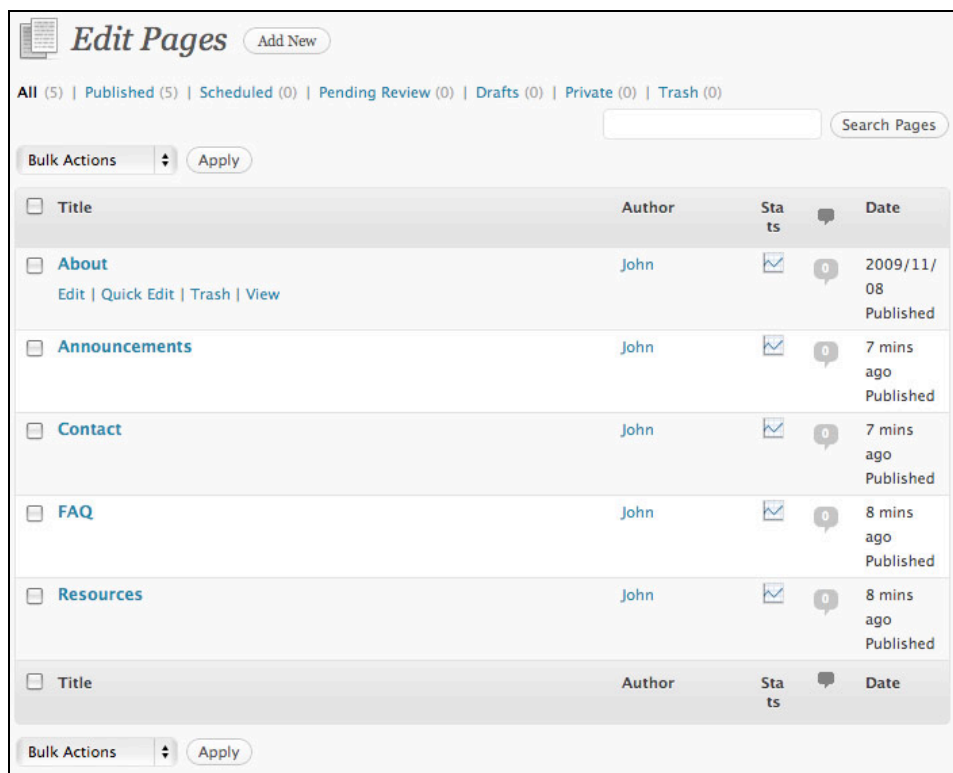 Edit Pages Add New
All (5) | Published (5) | Scheduled (0) | Pending Review (0) | Drafts (0) | Private (0) | Trash (0)
Search Pages
Bulk Actions Apply
Title Author Sta Date
ts
About John 0 2009/11/
Edit | Quick Edit | Trash | View 08
Published
Announcements John 0 7 mins
ago
Published
Contact John 0 7 mins
ago
Published
FAQ John 0 8 mins
ago
Published
Resources John 0 8 mins
ago
Published
Title Author Sta Date
ts
Bulk Actions Apply